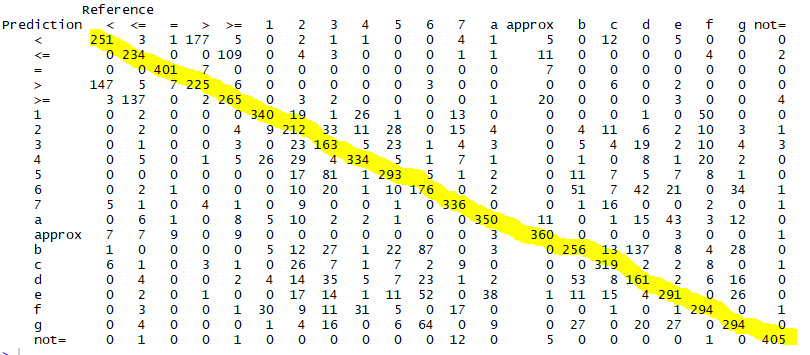 Reference
Prediction < <= = > >= 1 2 3 4 5 6 7 a approx b c d e f g not=
< 251 3 1 177 5 0 2 1 1 0 0 4 1 5 0 12 0 5 0 0 0
<= 0 234 0 0 109 0 4 3 0 0 0 1 1 11 0 0 0 0 4 0 2
= 0 0 401 7 0 0 0 0 0 0 0 0 0 7 0 0 0 0 0 0 0
> 147 5 7 225 6 0 0 0 0 0 3 0 0 0 0 6 0 2 0 0 0
>= 3 137 0 2 265 0 3 2 0 0 0 0 1 20 0 0 0 3 0 0 4
1 0 2 0 0 0 340 19 1 26 1 0 13 0 0 0 0 1 0 50 0 0
2 0 2 0 0 4 9 212 33 11 28 0 15 4 0 4 11 6 2 10 3 1
3 0 1 0 0 3 0 23 163 5 23 1 4 3 0 5 4 19 2 10 4 3
4 0 5 0 1 5 26 29 4 334 5 1 7 1 0 1 0 8 1 20 2 0
5 0 0 0 0 0 0 17 81 1 293 5 1 2 0 11 7 5 7 8 1 0
6 0 2 1 0 0 0 10 20 1 10 176 0 2 0 51 7 42 21 0 34 1
7 5 1 0 4 1 0 9 0 0 1 0 336 0 0 1 16 0 0 2 0 1
a 0 6 1 0 8 5 10 2 2 1 6 0 350 11 0 1 15 43 3 12 0
approx 7 7 9 0 9 0 0 0 0 0 0 0 3 360 0 0 0 3 0 0 1
b 1 0 0 0 0 5 12 27 1 22 87 0 3 0 256 13 137 8 4 28 0
c 6 1 0 3 1 0 26 7 1 7 2 9 0 0 0 319 2 2 8 0 1
d 0 4 0 0 2 4 14 35 5 7 23 1 2 0 53 8 161 2 6 16 0
e 0 2 0 1 0 0 17 14 1 11 52 0 38 1 11 15 4 291 0 26 0
f 0 3 0 0 1 30 9 11 31 5 0 17 0 0 0 1 0 1 294 0 1
g 0 4 0 0 0 1 4 16 0 6 64 0 9 0 27 0 20 27 0 294 0
not= 0 1 0 0 1 0 0 0 0 0 0 12 0 5 0 0 0 0 1 0 405